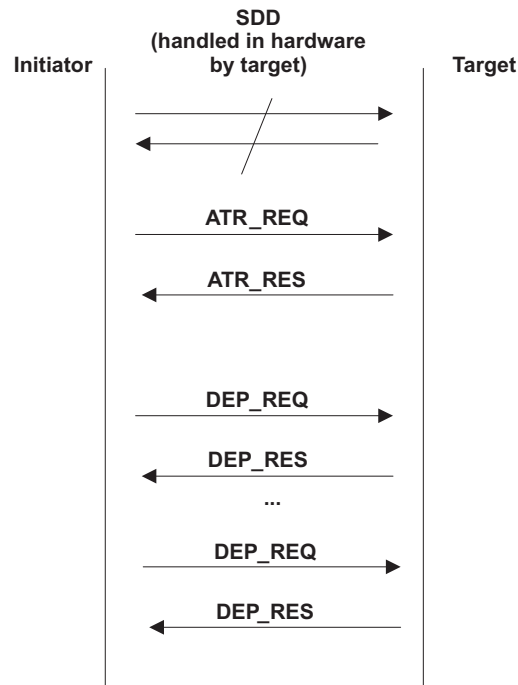 SDD
(handled in hardware
by target)
Initiator
Target
ATR_REQ
ATR_RES
DEP_REQ
DEP_RES
...
DEP_REQ
DEP_RES